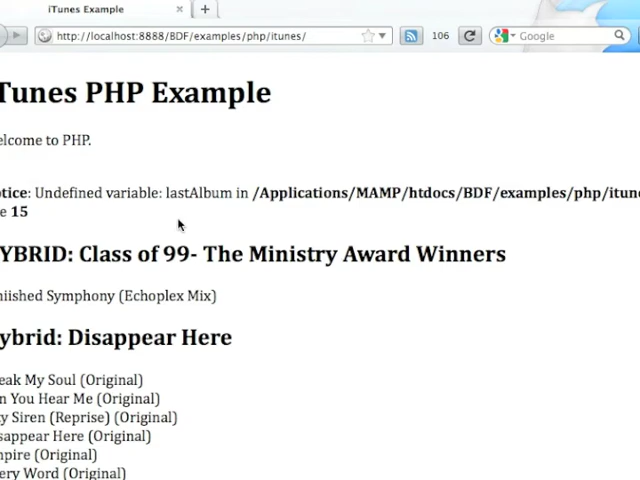 iTunes Example
http://localhost:8888/BDF/examples/php/itunes/
106
Google
Tunes PHP Example
elcome to PHP.
otice: Undefined variable: lastAlbum in /Applications/MAMP/htdocs/BDF/examples/php/itune
e 15
YBRID: Class of 99- The Ministry Award Winners
niished Symphony (Echoplex Mix)
ybrid: Disappear Here
eak My Soul (Original)
n You Hear Me (Original)
ty Siren (Reprise) (Original)
sappear Here (Original)
mpire (Original)
ery Word (Original)